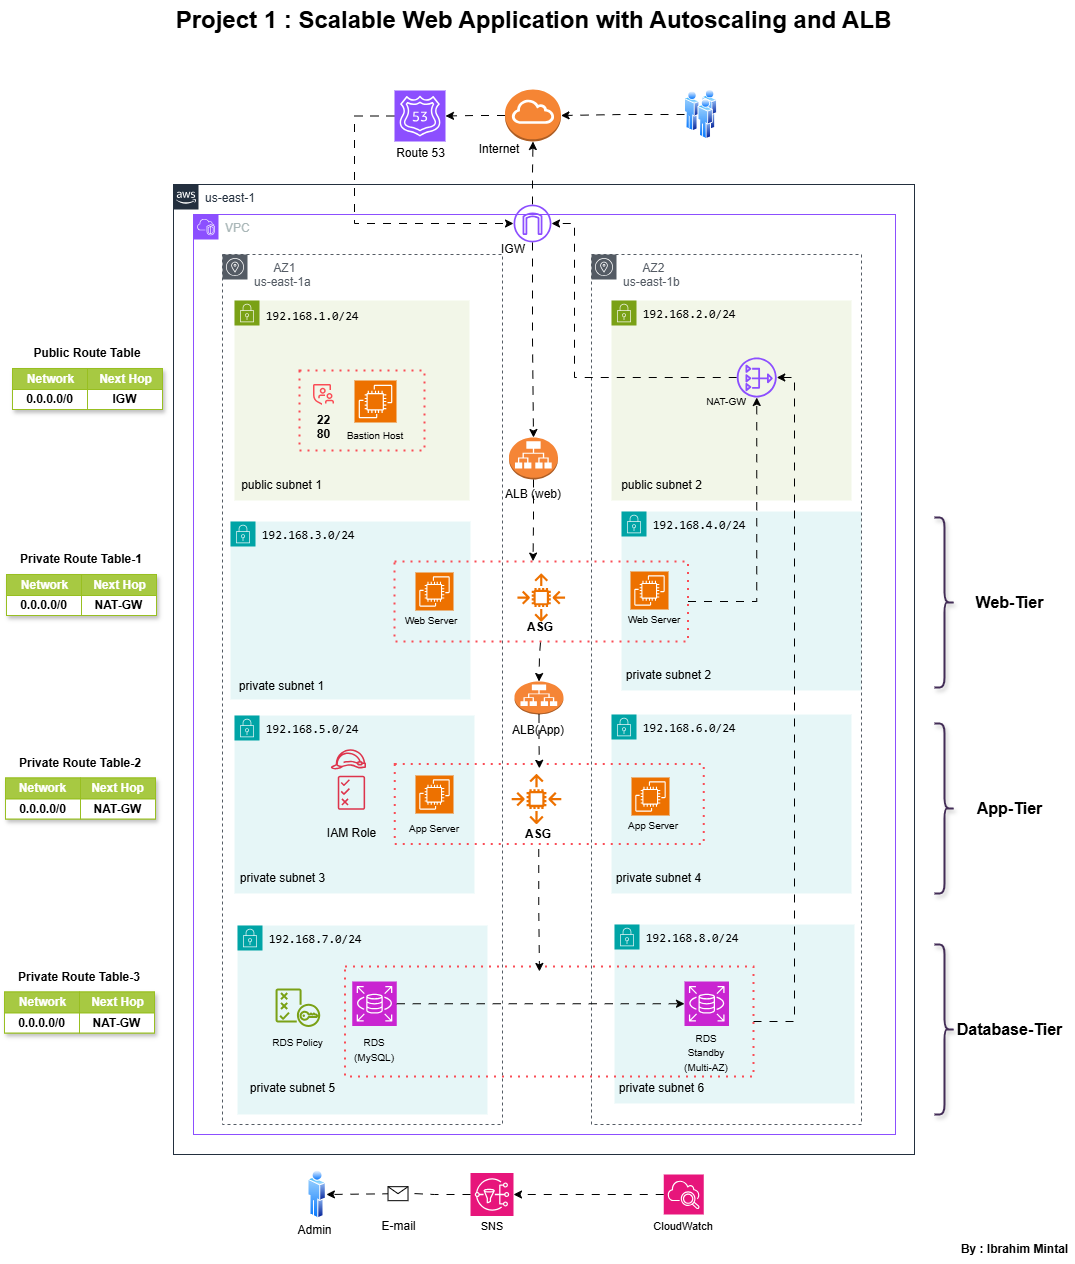 Project 1 : Scalable Web Application with Autoscaling and ALB
53
Route 53
Internet
aws
us-east-1
VPC
IGW
AZ1
us-east-1a
AZ2
us-east-1b
192.168.1.0/24
192.168.2.0/24
Public Route Table
Network Next Hop
0.0.0.0/0 IGW
22
80
Bastion Host
NAT-GW
public subnet 1
ALB (web)
public subnet 2
192.168.3.0/24
192.168.4.0/24
Private Route Table-1
Network Next Hop
0.0.0.0/0 NAT-GW
Web Server
ASG
Web Server
Web-Tier
private subnet 1
private subnet 2
ALB(App)
192.168.5.0/24
192.168.6.0/24
Private Route Table-2
Network Next Hop
0.0.0.0/0 NAT-GW
IAM Role
App Server
ASG
App Server
App-Tier
private subnet 3
private subnet 4
192.168.7.0/24
192.168.8.0/24
Private Route Table-3
Network Next Hop
0.0.0.0/0 NAT-GW
RDS Policy
RDS
(MySQL)
RDS
Standby
(Multi-AZ)
Database-Tier
private subnet 5
private subnet 6
Admin
E-mail
SNS
CloudWatch
By : Ibrahim Mintal